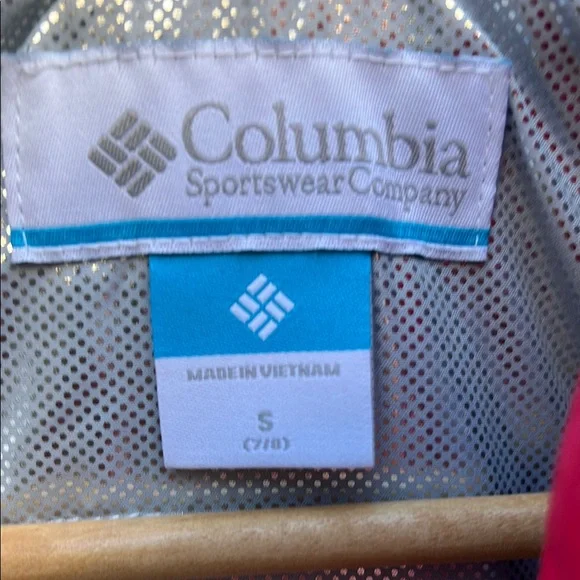 Columbia
Sportswear Company
MADE IN VIETNAM
S
(7/8)